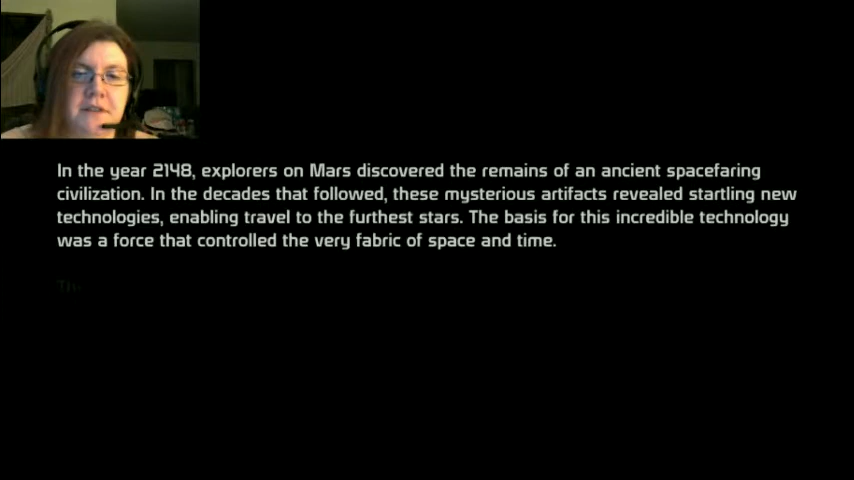 In the year 2148, explorers on Mars discovered the remains of an ancient spacefaring
civilization. In the decades that followed, these mysterious artifacts revealed startling new
technologies, enabling travel to the furthest stars. The basis for this incredible technology
was a force that controlled the very fabric of space and time.